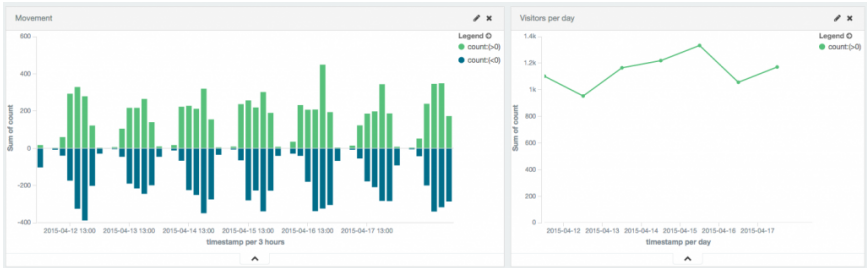 Movement
Legend
count:(>0)
count:(<0)
600
400
200
0
-200
-400
Sum of count
2015-04-12 13:00 2015-04-13 13:00 2015-04-14 13:00 2015-04-15 13:00 2015-04-16 13:00 2015-04-17 13:00
timestamp per 3 hours
Visitors per day
Legend
count:(>0)
1.4k
1.2k
1k
800
600
400
200
0
Sum of count
2015-04-12 2015-04-13 2015-04-14 2015-04-15 2015-04-16 2015-04-17
timestamp per day